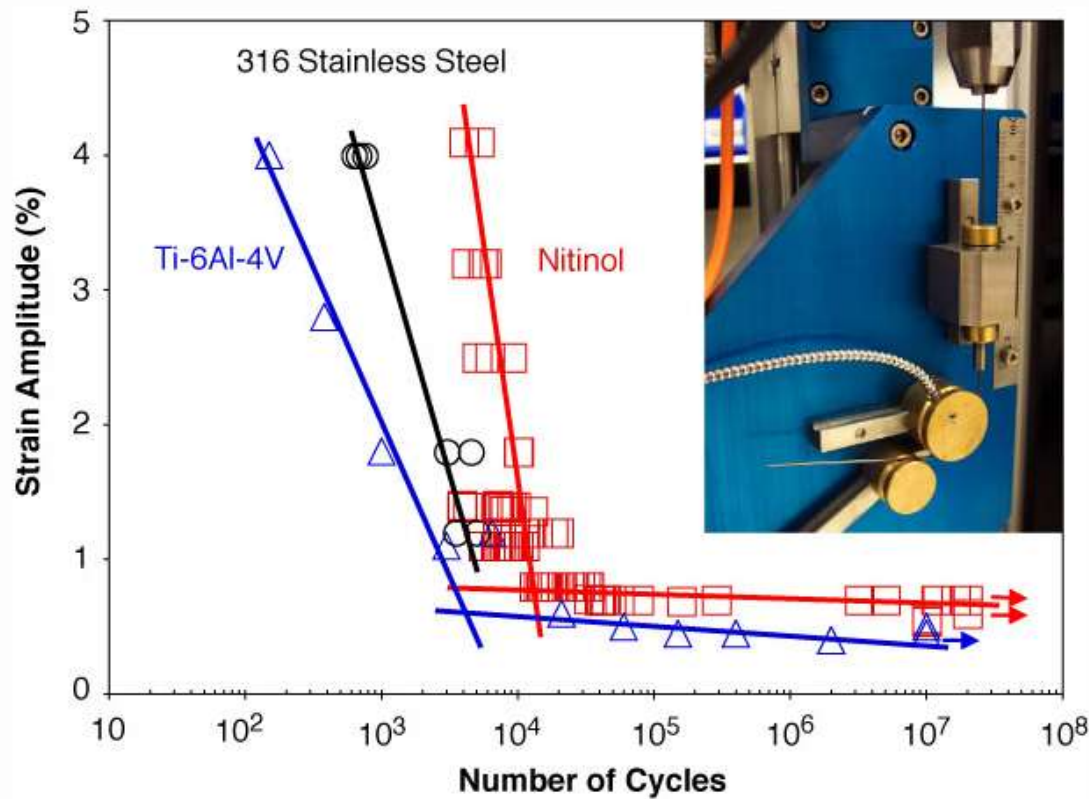 5
4
3
2
1
0
Strain Amplitude (%)
316 Stainless Steel
Ti-6Al-4V
Nitinol
10
10²
10³
10⁴
10⁵
10⁶
10⁷
10⁸
Number of Cycles